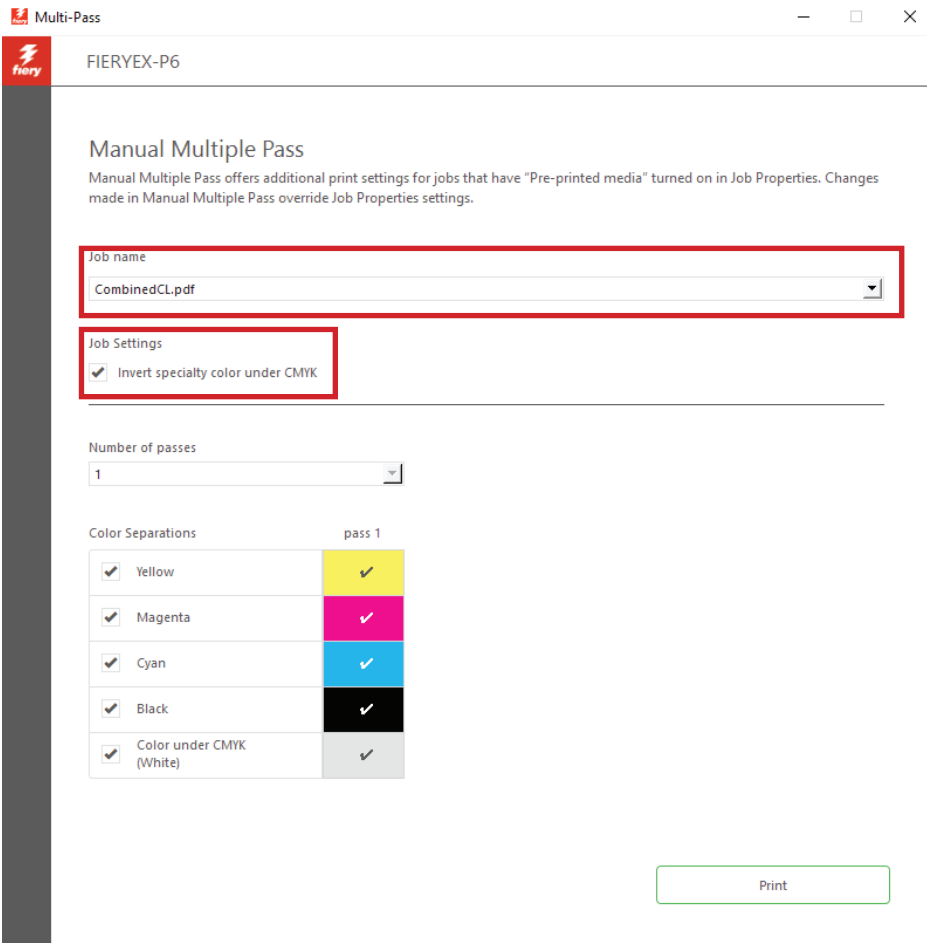 Multi-Pass
fiery
FIERYEX-P6
Manual Multiple Pass
Manual Multiple Pass offers additional print settings for jobs that have “Pre-printed media” turned on in Job Properties. Changes
made in Manual Multiple Pass override Job Properties settings.
Job name
CombinedCL.pdf
Job Settings
Invert specialty color under CMYK
Number of passes
1
Color Separations pass 1
Yellow
Magenta
Cyan
Black
Color under CMYK
(White)
Print